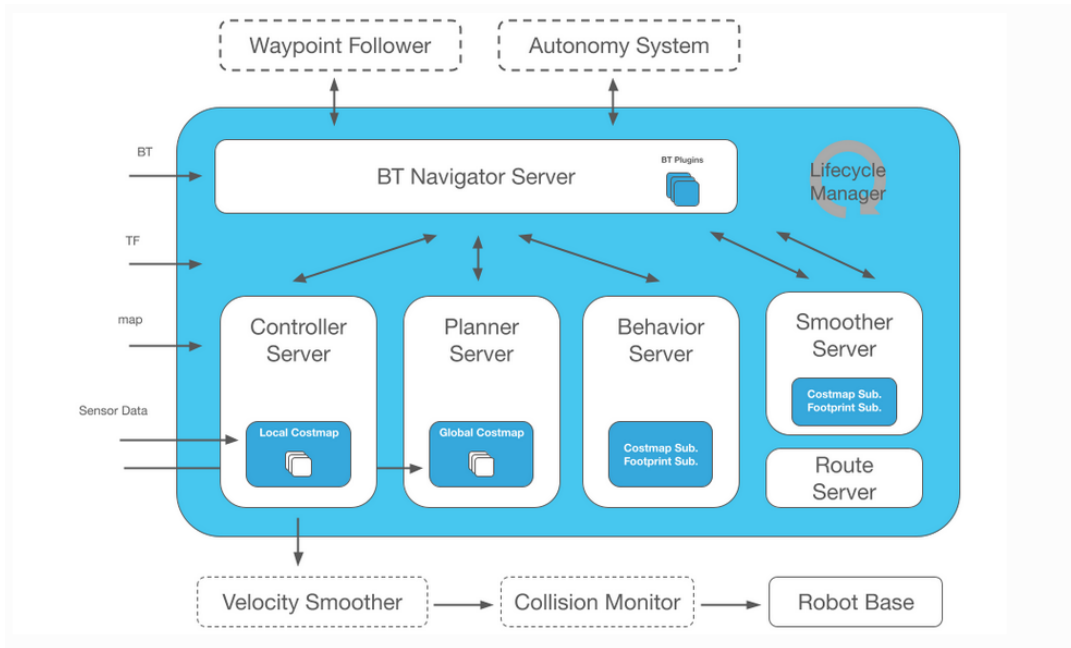 Waypoint Follower
Autonomy System
BT
BT Navigator Server
BT Plugins
Lifecycle
Manager
TF
map
Sensor Data
Controller
Server
Local Costmap
Planner
Server
Global Costmap
Behavior
Server
Costmap Sub.
Footprint Sub.
Smoother
Server
Costmap Sub.
Footprint Sub.
Route
Server
Velocity Smoother
Collision Monitor
Robot Base